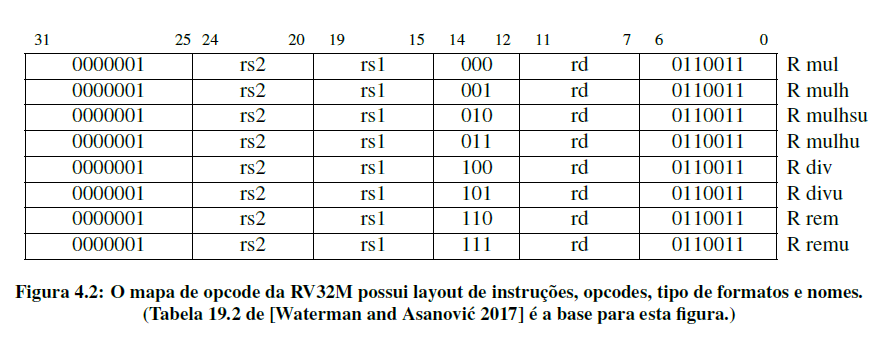 31 25 24 20 19 15 14 12 11 7 6 0
0000001 rs2 rs1 000 rd 0110011 R mul
0000001 rs2 rs1 001 rd 0110011 R mulh
0000001 rs2 rs1 010 rd 0110011 R mulhsu
0000001 rs2 rs1 011 rd 0110011 R mulhu
0000001 rs2 rs1 100 rd 0110011 R div
0000001 rs2 rs1 101 rd 0110011 R divu
0000001 rs2 rs1 110 rd 0110011 R rem
0000001 rs2 rs1 111 rd 0110011 R remu
Figura 4.2: O mapa de opcode da RV32M possui layout de instruções, opcodes, tipo de formatos e nomes.
(Tabela 19.2 de [Waterman and Asanović 2017] é a base para esta figura.)